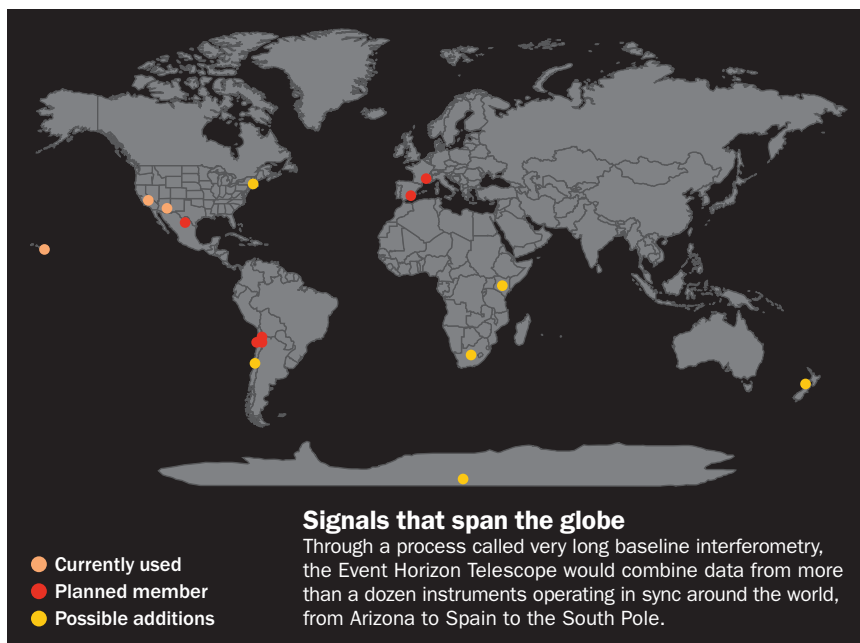 Signals that span the globe
Through a process called very long baseline interferometry,
the Event Horizon Telescope would combine data from more
than a dozen instruments operating in sync around the world,
from Arizona to Spain to the South Pole.
Currently used
Planned member
Possible additions